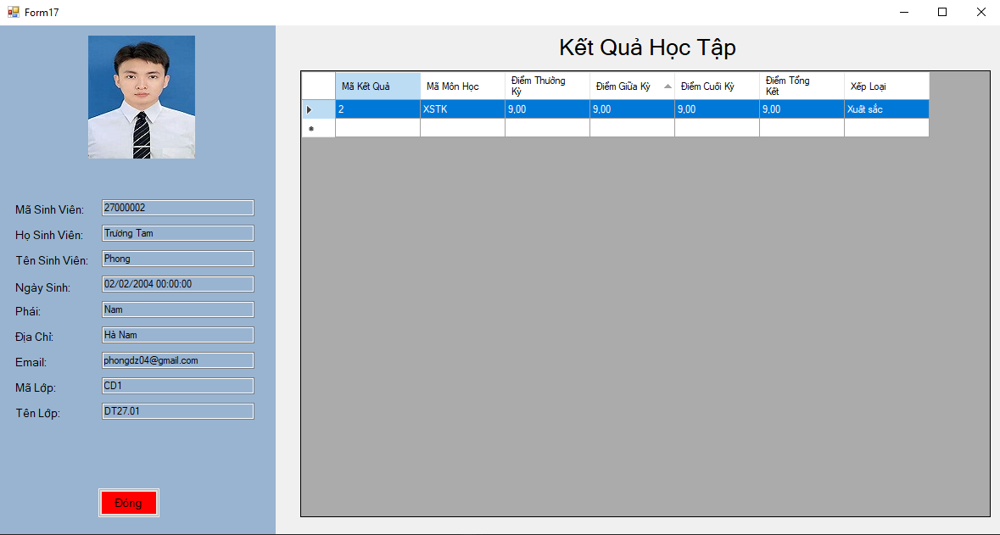 Form17
Kết Quả Học Tập
Mã Sinh Viên: 27000002
Họ Sinh Viên: Trương Tam
Tên Sinh Viên: Phong
Ngày Sinh: 02/02/2004 00:00:00
Phái: Nam
Địa Chỉ: Hà Nam
Email: phongdz04@gmail.com
Mã Lớp: CD1
Tên Lớp: DT27.01
Đóng
Mã Kết Quả Mã Môn Học Điểm Thường Kỳ Điểm Giữa Kỳ Điểm Cuối Kỳ Điểm Tổng Kết Xếp Loại
2 XSTK 9,00 9,00 9,00 9,00 Xuất sắc